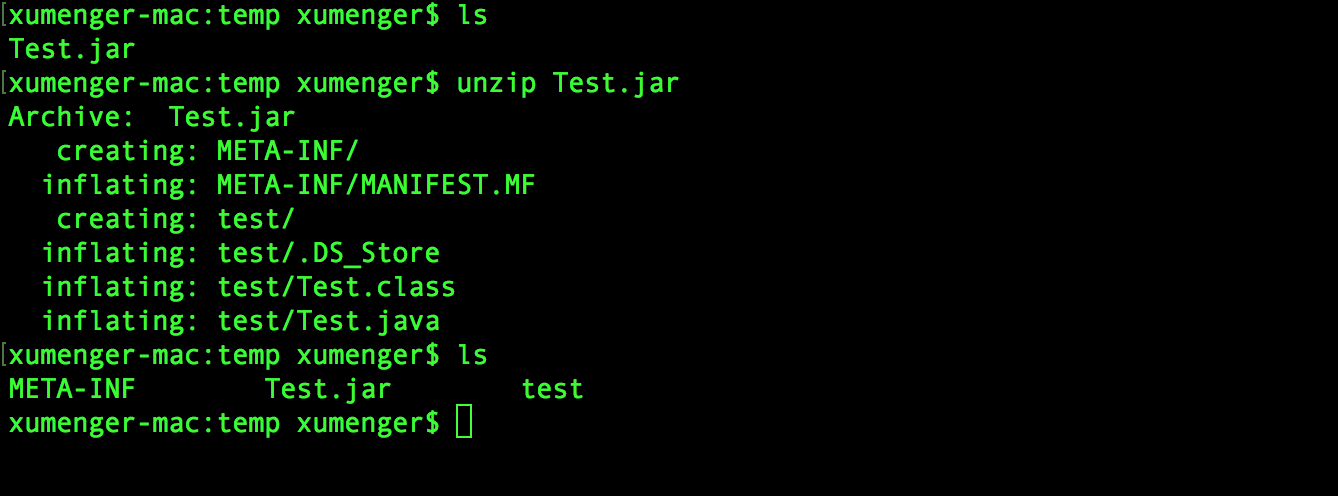 [xumenger-mac:temp xumenger$ ls
Test.jar
[xumenger-mac:temp xumenger$ unzip Test.jar
Archive:  Test.jar
   creating: META-INF/
  inflating: META-INF/MANIFEST.MF
   creating: test/
  inflating: test/.DS_Store
  inflating: test/Test.class
  inflating: test/Test.java
[xumenger-mac:temp xumenger$ ls
META-INF        Test.jar        test
xumenger-mac:temp xumenger$